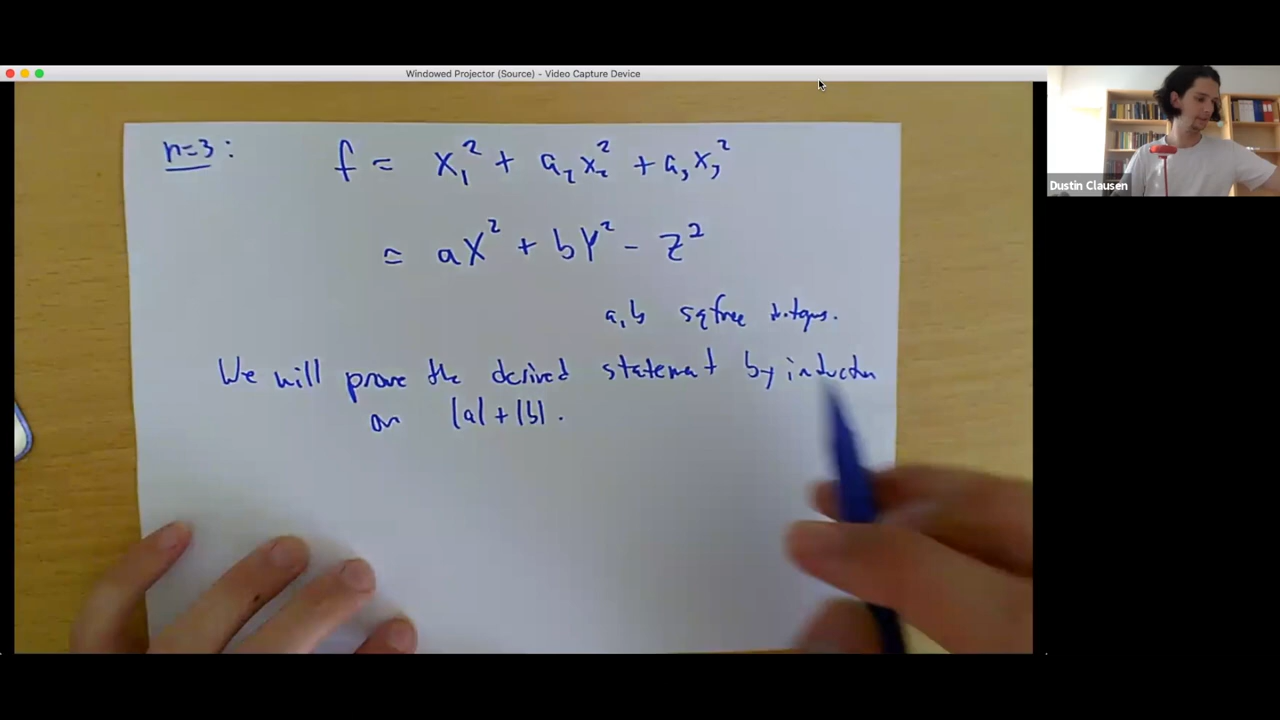 Windowed Projector (Source) - Video Capture Device
n=3: f = x₁² + a₂x₂² + a₃x₃²
≃ aX² + bY² - Z²
a, b sqfree integers.
We will prove the desired statement by induction
on |a| + |b|.
Dustin Clausen